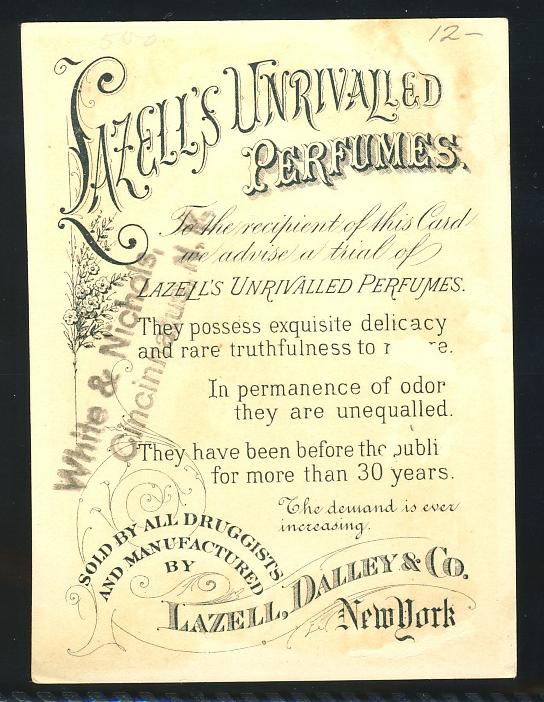 12-
LAZELL'S UNRIVALLED
PERFUMES.
To the recipient of this Card
we advise a trial of
LAZELL'S UNRIVALLED PERFUMES.
They possess exquisite delicacy
and rare truthfulness to
In permanence of odor
they are unequalled.
They have been before the publi
for more than 30 years.
The demand is ever
increasing.
SOLD BY ALL DRUGGISTS
AND MANUFACTURED
BY
LAZELL, DALLEY & CO.
New York
White & Nichols,
N.Y.